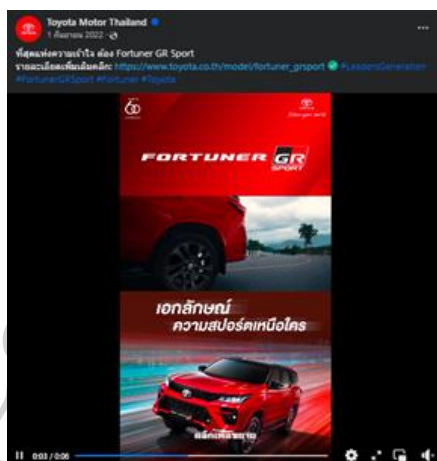 Toyota Motor Thailand
1 กันยายน 2022 ·
ที่สุดแห่งความเร้าใจ ต้อง Fortuner GR Sport
รายละเอียดเพิ่มเติมคลิก: https://www.toyota.co.th/model/fortuner_grsport #LeadersGeneration
#FortunerGRSport #Fortuner #Toyota
60
TOYOTA
FORTUNER GR
SPORT
เอกลักษณ์
ความสปอร์ตเหนือใคร
0:03 / 0:06